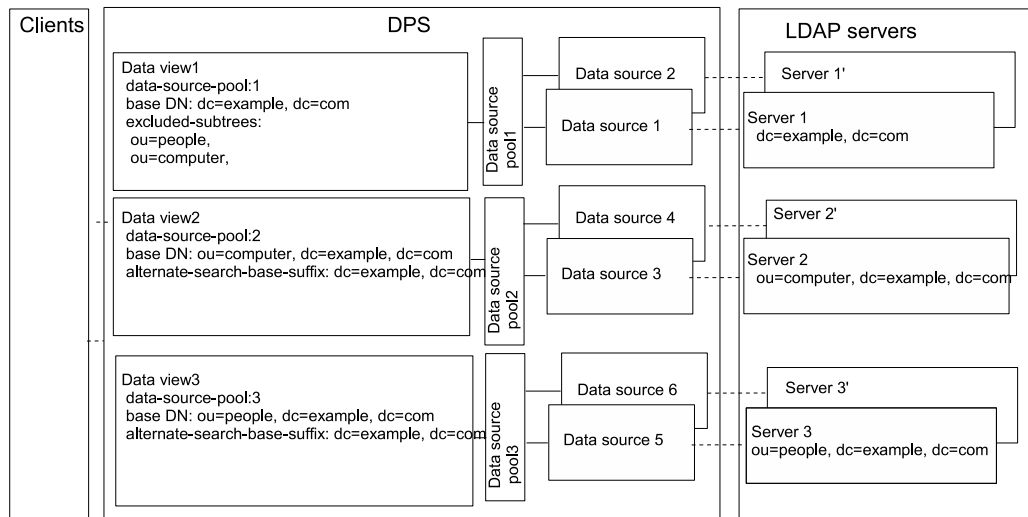 Clients
DPS
LDAP servers
Data view1
data-source-pool:1
base DN: dc=example, dc=com
excluded-subtrees:
ou=people,
ou=computer,
Data source
pool1
Data source 2
Data source 1
Server 1'
Server 1
dc=example, dc=com
Data view2
data-source-pool:2
base DN: ou=computer, dc=example, dc=com
alternate-search-base-suffix: dc=example, dc=com
Data source
pool2
Data source 4
Data source 3
Server 2'
Server 2
ou=computer, dc=example, dc=com
Data view3
data-source-pool:3
base DN: ou=people, dc=example, dc=com
alternate-search-base-suffix: dc=example, dc=com
Data source
pool3
Data source 6
Data source 5
Server 3'
Server 3
ou=people, dc=example, dc=com